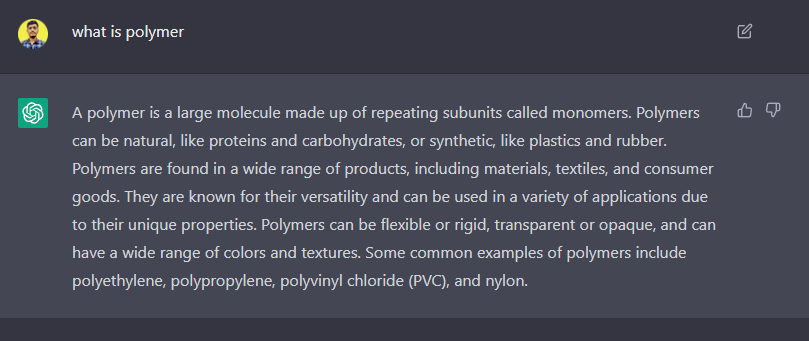 what is polymer
A polymer is a large molecule made up of repeating subunits called monomers. Polymers
can be natural, like proteins and carbohydrates, or synthetic, like plastics and rubber.
Polymers are found in a wide range of products, including materials, textiles, and consumer
goods. They are known for their versatility and can be used in a variety of applications due
to their unique properties. Polymers can be flexible or rigid, transparent or opaque, and can
have a wide range of colors and textures. Some common examples of polymers include
polyethylene, polypropylene, polyvinyl chloride (PVC), and nylon.